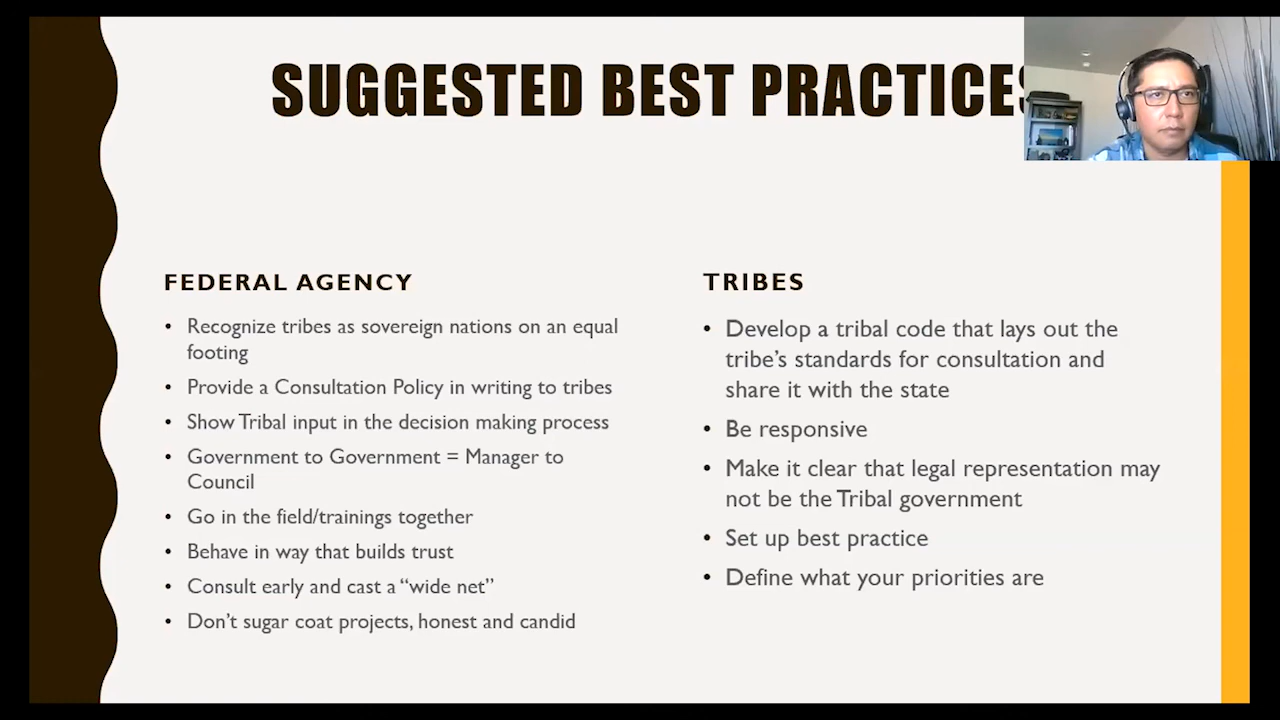 SUGGESTED BEST PRACTICES
FEDERAL AGENCY
• Recognize tribes as sovereign nations on an equal
footing
• Provide a Consultation Policy in writing to tribes
• Show Tribal input in the decision making process
• Government to Government = Manager to
Council
• Go in the field/trainings together
• Behave in way that builds trust
• Consult early and cast a “wide net”
• Don’t sugar coat projects, honest and candid
TRIBES
• Develop a tribal code that lays out the
tribe’s standards for consultation and
share it with the state
• Be responsive
• Make it clear that legal representation may
not be the Tribal government
• Set up best practice
• Define what your priorities are